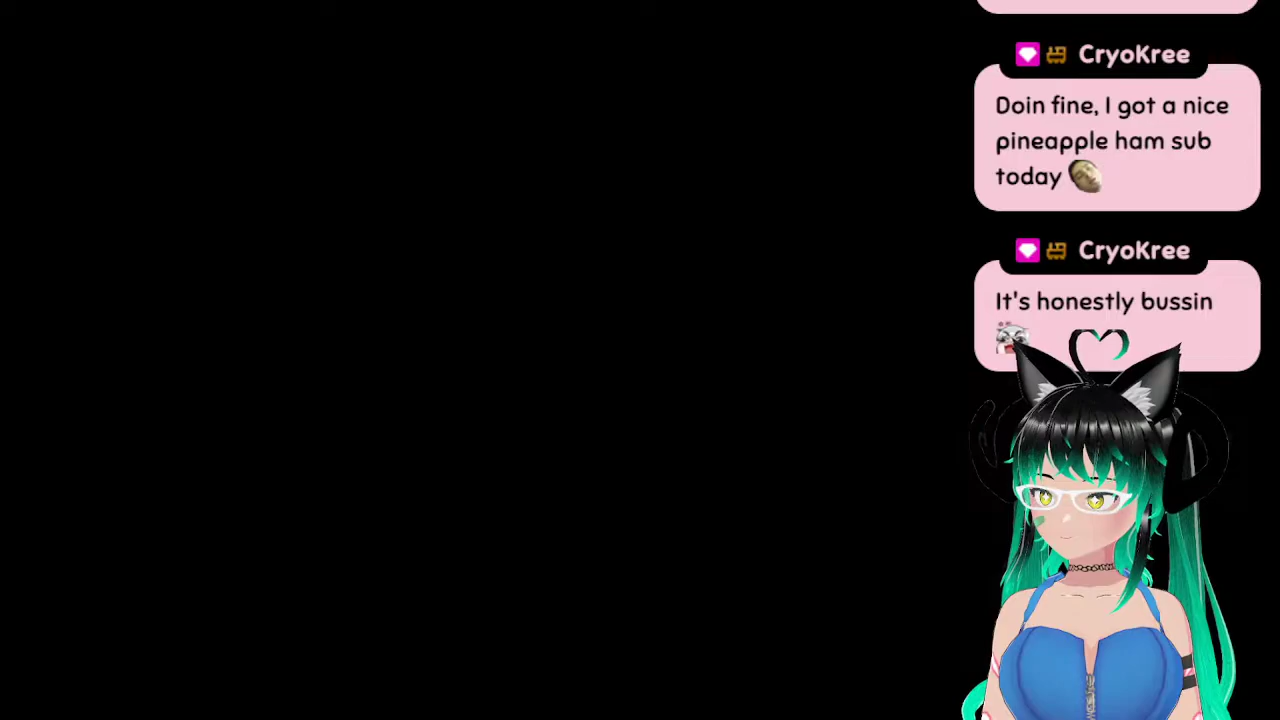 CryoKree
Doin fine, I got a nice
pineapple ham sub
today
CryoKree
It's honestly bussin